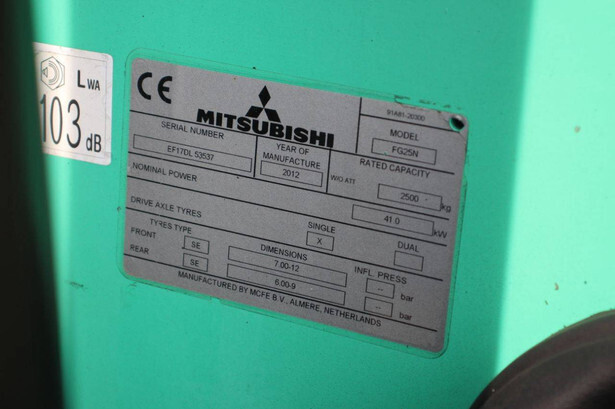 LWA
103 dB
CE
MITSUBISHI
91A81-20300
MODEL
FG25N
SERIAL NUMBER
EF17DL 53537
YEAR OF MANUFACTURE
2012
RATED CAPACITY
W/O ATT 2500 kg
NOMINAL POWER 41.0 kW
DRIVE AXLE TYRES SINGLE X DUAL
TYRES TYPE DIMENSIONS INFL. PRESS
FRONT SE 7.00-12 -- bar
REAR SE 6.00-9 -- bar
MANUFACTURED BY MCFE B.V., ALMERE, NETHERLANDS